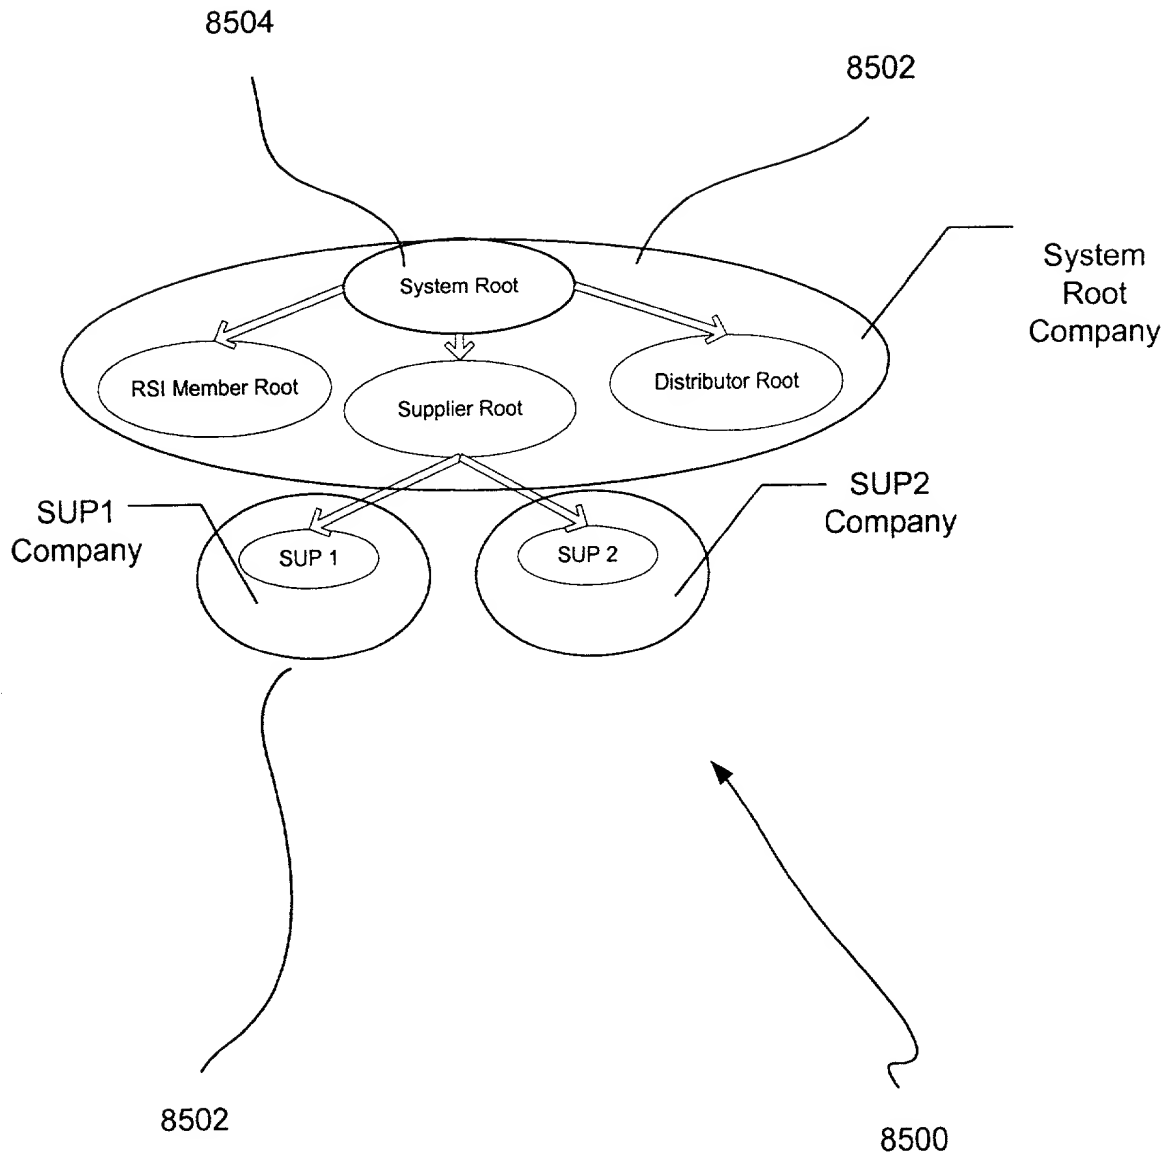 8504
8502
System
Root
Company
System Root
RSI Member Root
Supplier Root
Distributor Root
SUP1
Company
SUP2
Company
SUP 1
SUP 2
8502
8500